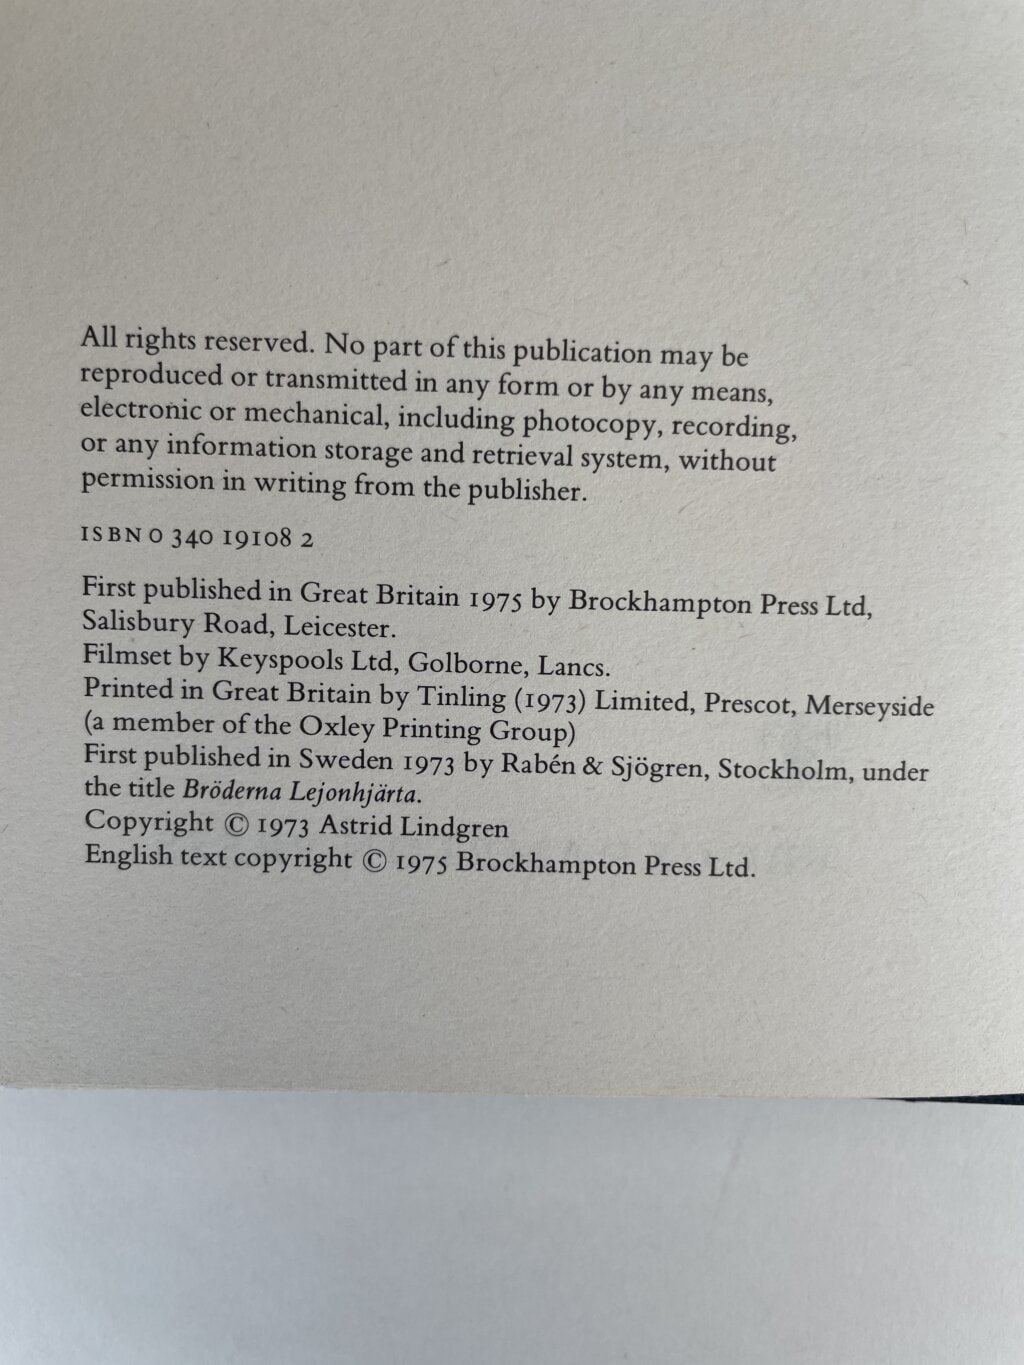 All rights reserved. No part of this publication may be
reproduced or transmitted in any form or by any means,
electronic or mechanical, including photocopy, recording,
or any information storage and retrieval system, without
permission in writing from the publisher.
ISBN 0 340 19108 2
First published in Great Britain 1975 by Brockhampton Press Ltd,
Salisbury Road, Leicester.
Filmset by Keyspools Ltd, Golborne, Lancs.
Printed in Great Britain by Tinling (1973) Limited, Prescot, Merseyside
(a member of the Oxley Printing Group)
First published in Sweden 1973 by Rabén & Sjögren, Stockholm, under
the title Bröderna Lejonhjärta.
Copyright © 1973 Astrid Lindgren
English text copyright © 1975 Brockhampton Press Ltd.